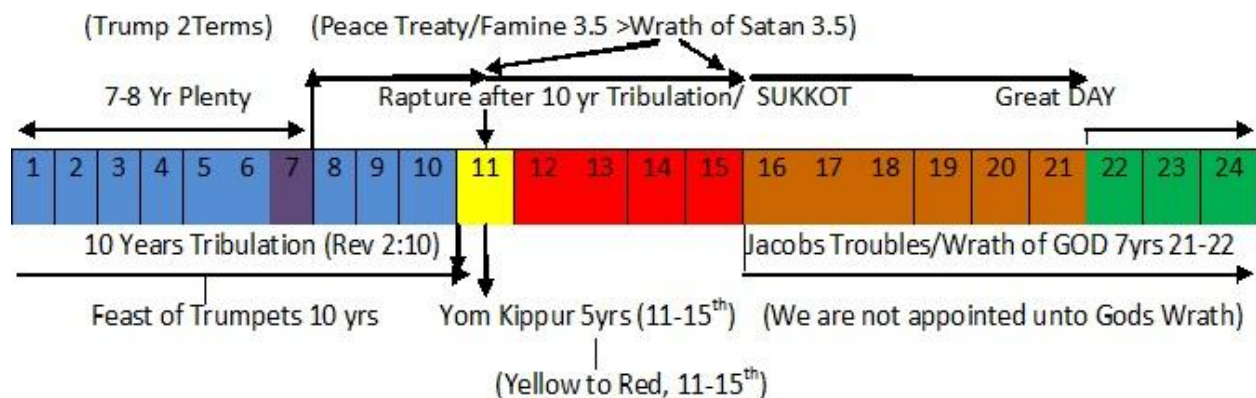 (Trump 2Terms) (Peace Treaty/Famine 3.5 >Wrath of Satan 3.5)
7-8 Yr Plenty Rapture after 10 yr Tribulation/ SUKKOT Great DAY
1 2 3 4 5 6 7 8 9 10 11 12 13 14 15 16 17 18 19 20 21 22 23 24
10 Years Tribulation (Rev 2:10) Jacobs Troubles/Wrath of GOD 7yrs 21-22
Feast of Trumpets 10 yrs Yom Kippur 5yrs (11-15th) (We are not appointed unto Gods Wrath)
(Yellow to Red, 11-15th)